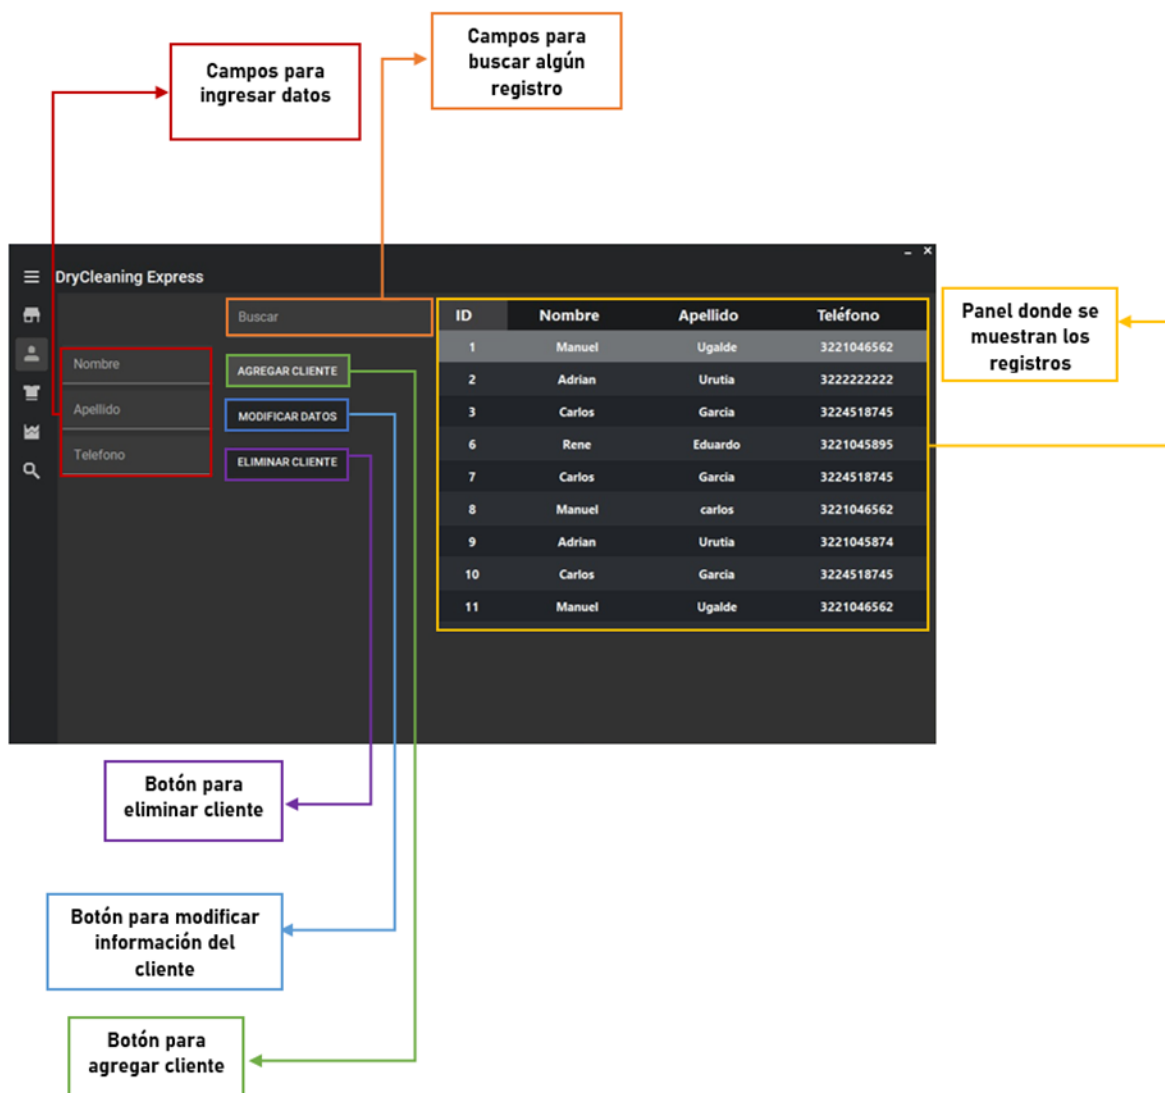 Campos para
buscar algún
registro
Campos para
ingresar datos
DryCleaning Express
Buscar
Nombre
AGREGAR CLIENTE
Apellido
MODIFICAR DATOS
Telefono
ELIMINAR CLIENTE
ID Nombre Apellido Teléfono
1 Manuel Ugalde 3221046562
2 Adrian Urutia 3222222222
3 Carlos Garcia 3224518745
6 Rene Eduardo 3221045895
7 Carlos Garcia 3224518745
8 Manuel carlos 3221046562
9 Adrian Urutia 3221045874
10 Carlos Garcia 3224518745
11 Manuel Ugalde 3221046562
Panel donde se
muestran los
registros
Botón para
eliminar cliente
Botón para modificar
información del
cliente
Botón para
agregar cliente